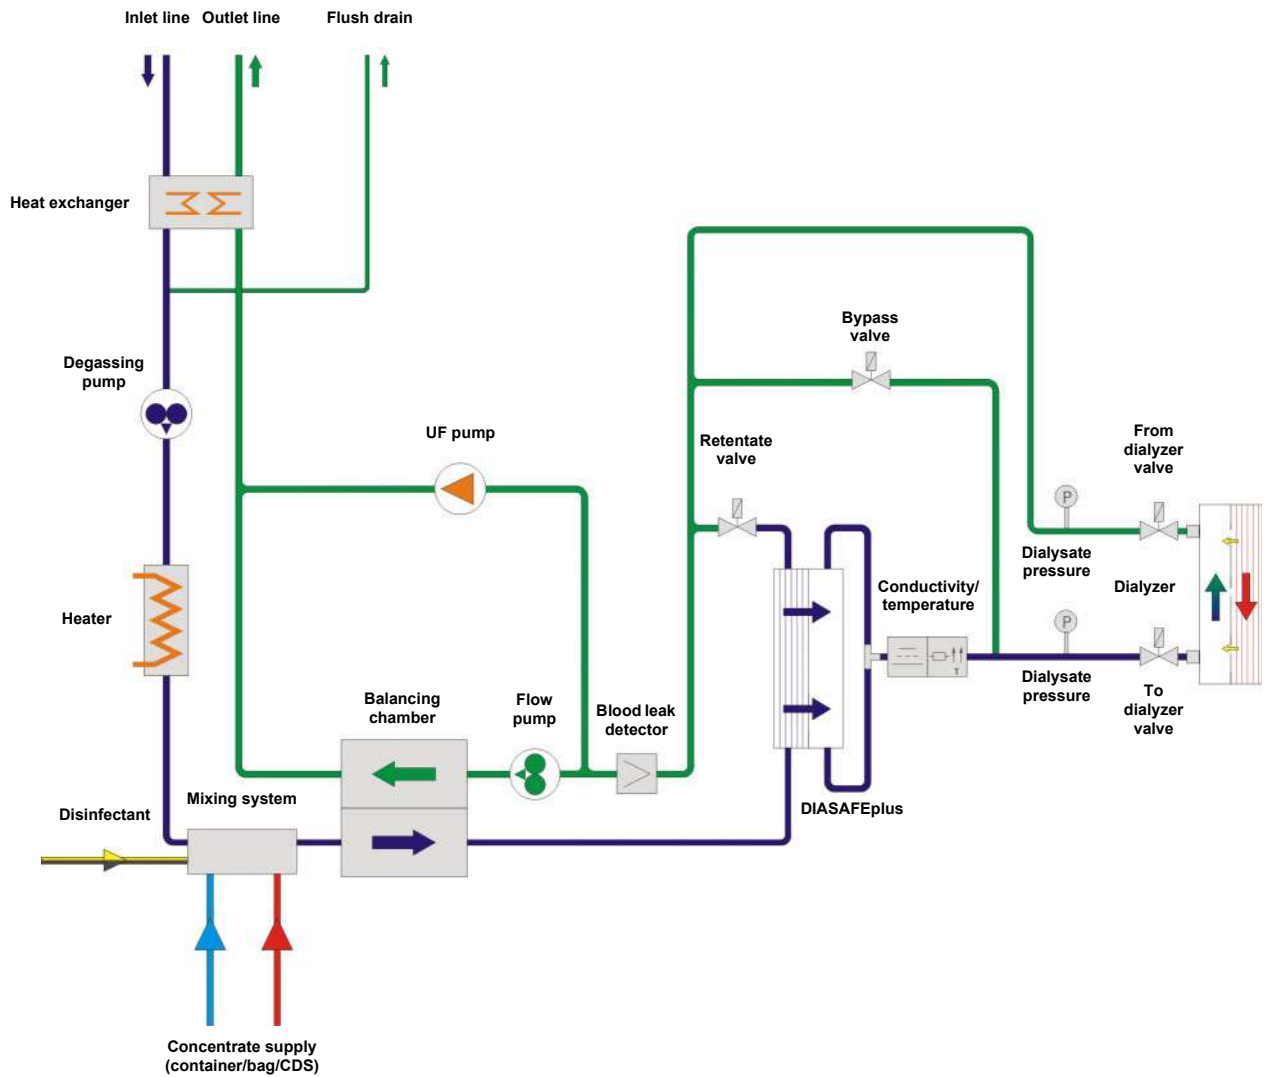 Inlet line Outlet line Flush drain
Heat exchanger
Bypass
valve
Degassing
pump
UF pump
Retentate
valve
From
dialyzer
valve
P
Dialysate
pressure
Dialyzer
Conductivity/
temperature
Heater
P
T
Dialysate
pressure
To
dialyzer
valve
Balancing
chamber
Flow
pump
Blood leak
detector
Mixing system
Disinfectant
DIASAFEplus
Concentrate supply
(container/bag/CDS)